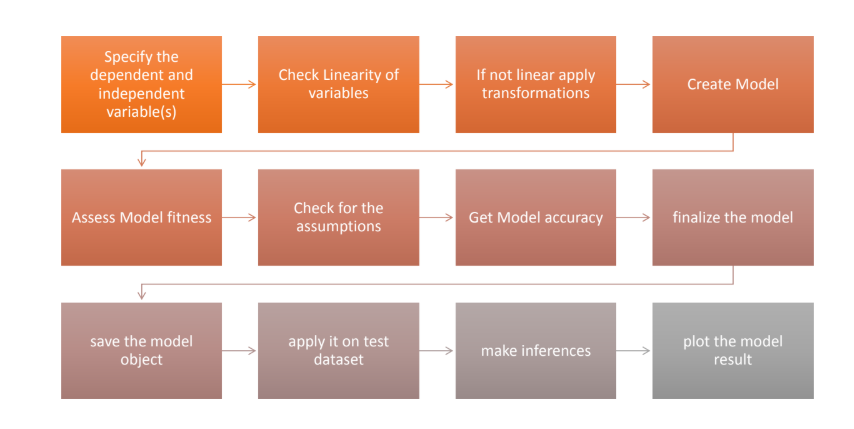 Specify the
dependent and
independent
variable(s)
Check Linearity of
variables
If not linear apply
transformations
Create Model
Assess Model fitness
Check for the
assumptions
Get Model accuracy
finalize the model
save the model
object
apply it on test
dataset
make inferences
plot the model
result